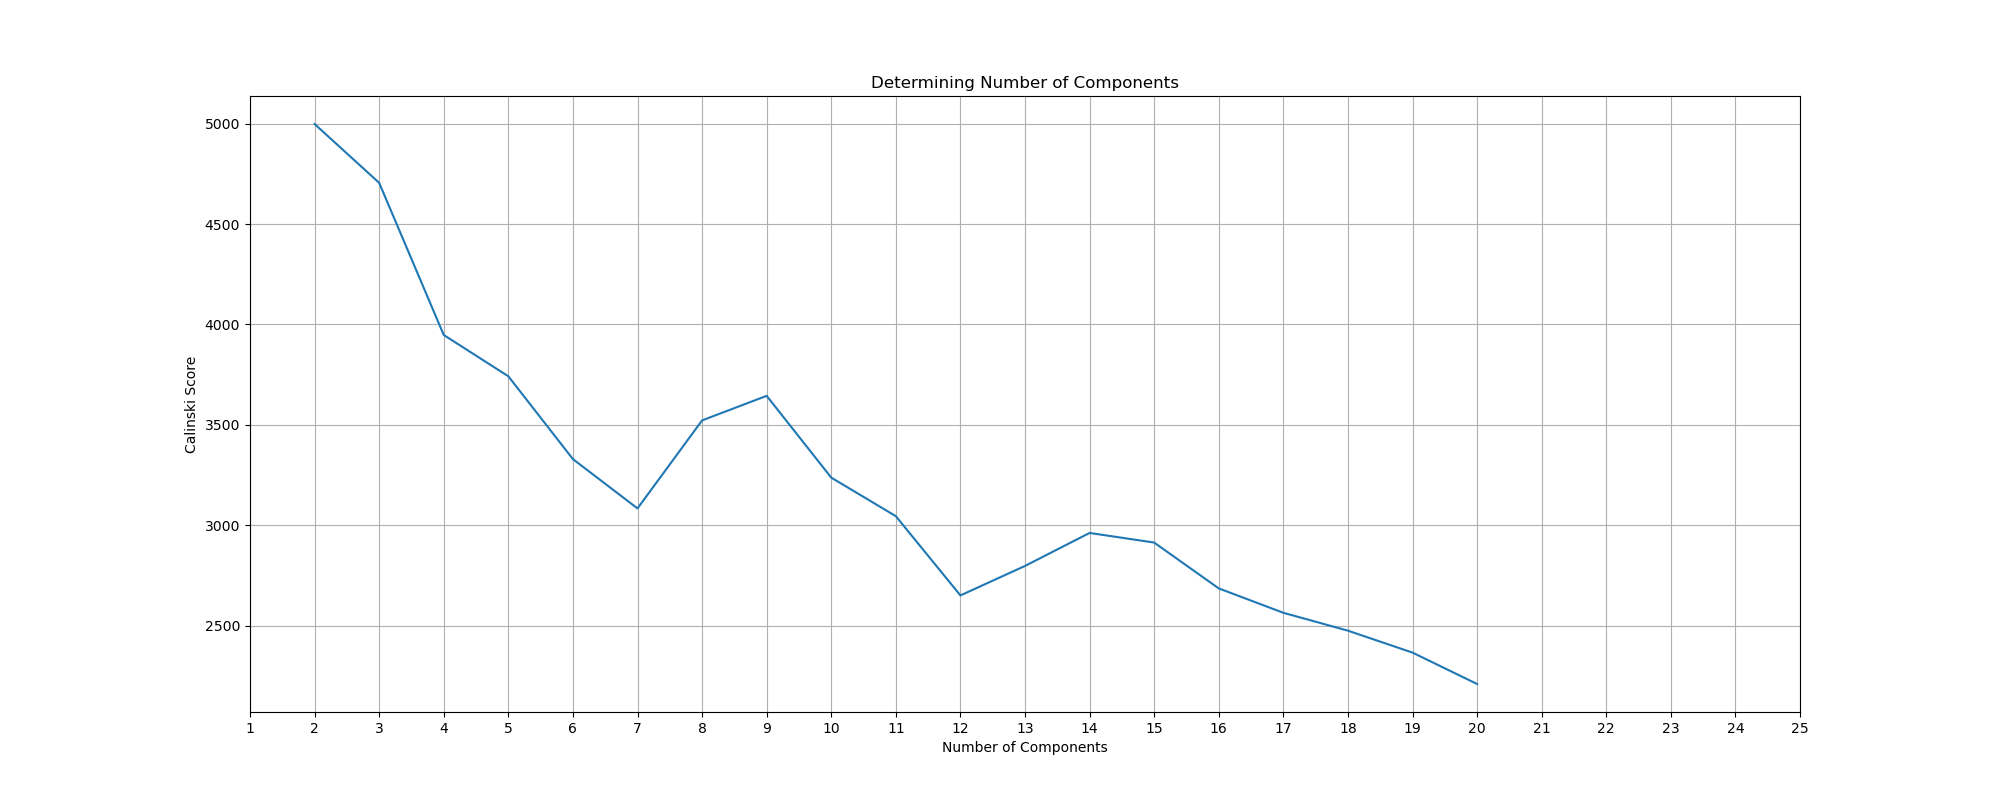 Determining Number of Components
5000
4500
4000
3500
3000
2500
Calinski Score
1 2 3 4 5 6 7 8 9 10 11 12 13 14 15 16 17 18 19 20 21 22 23 24 25
Number of Components